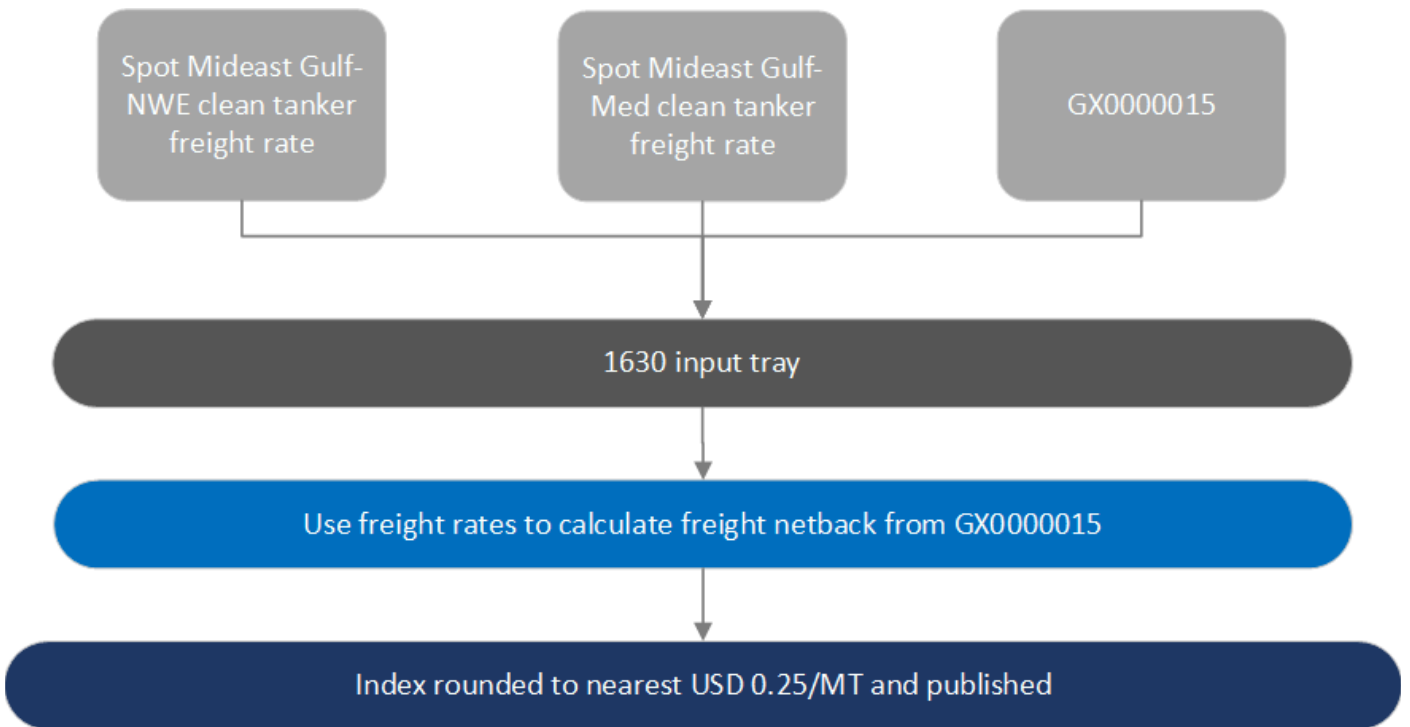 Spot Mideast Gulf-
NWE clean tanker
freight rate
Spot Mideast Gulf-
Med clean tanker
freight rate
GX0000015
1630 input tray
Use freight rates to calculate freight netback from GX0000015
Index rounded to nearest USD 0.25/MT and published